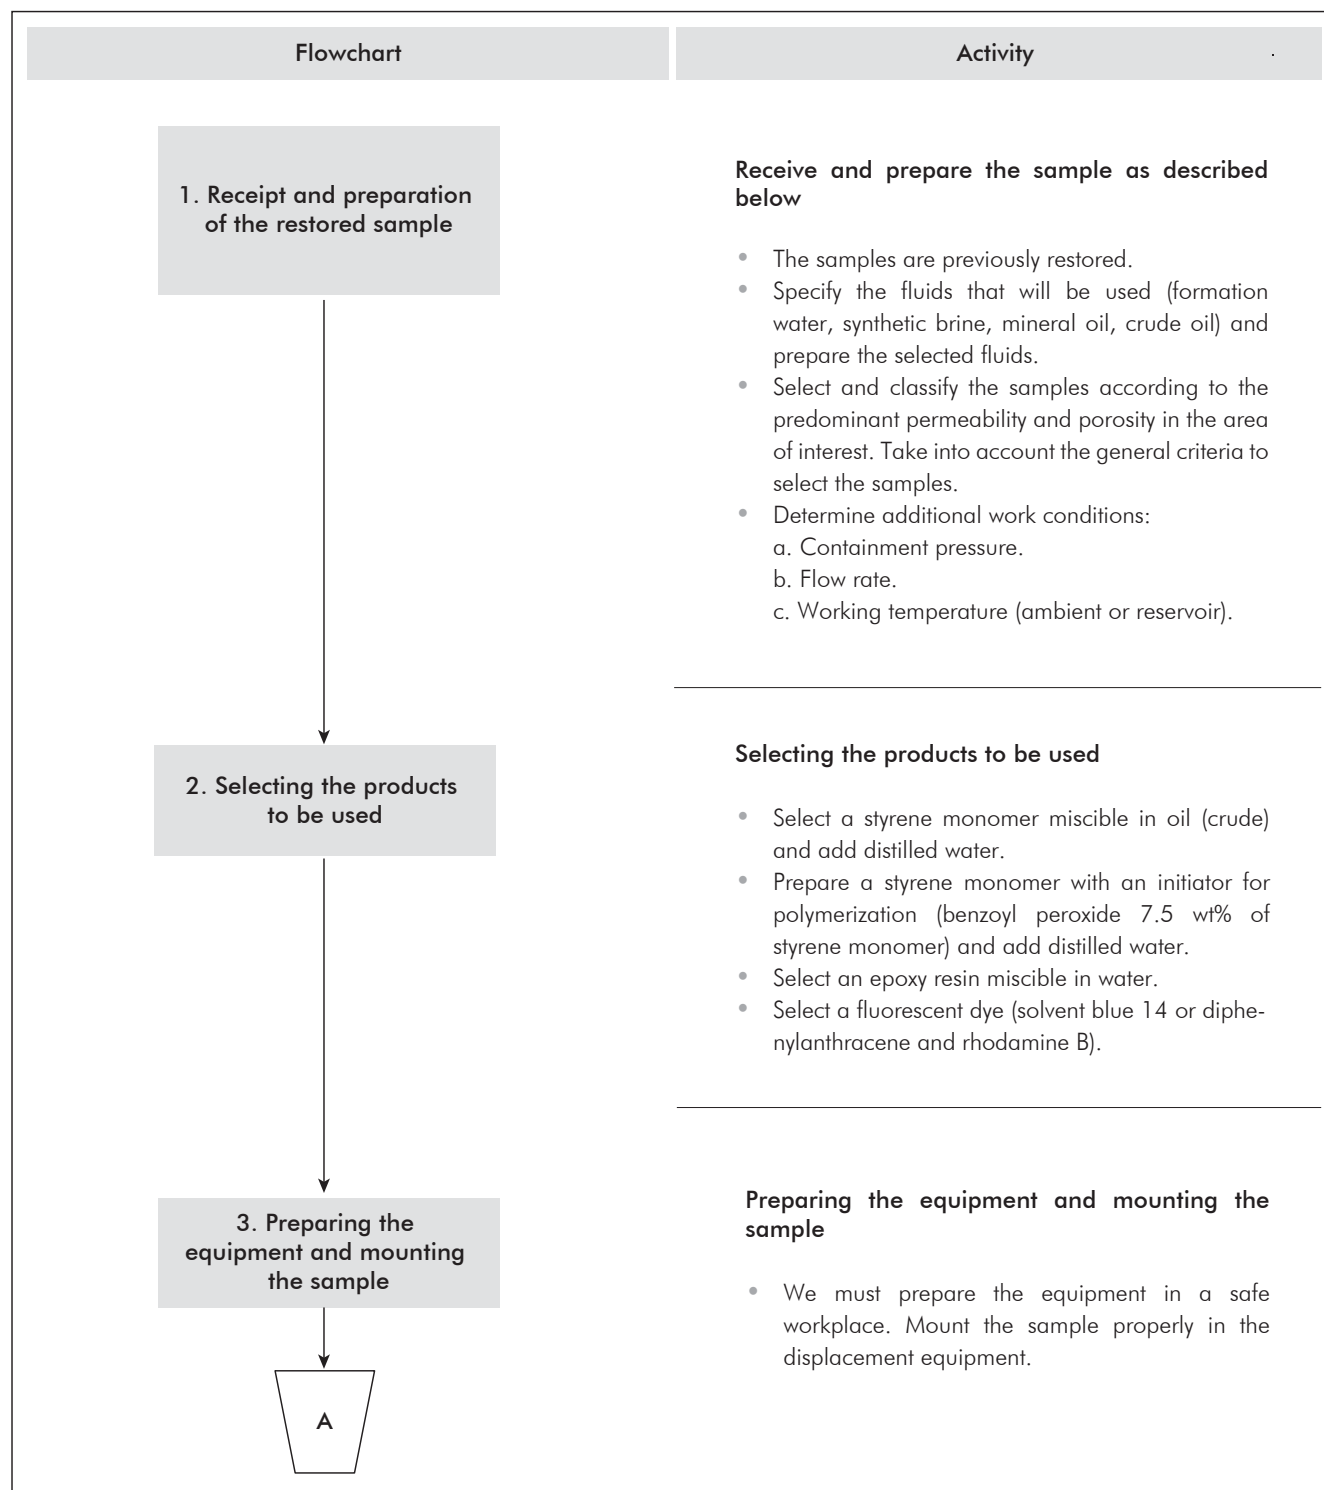 Flowchart
Activity
1. Receipt and preparation
of the restored sample
Receive and prepare the sample as described
below
• The samples are previously restored.
• Specify the fluids that will be used (formation
water, synthetic brine, mineral oil, crude oil) and
prepare the selected fluids.
• Select and classify the samples according to the
predominant permeability and porosity in the area
of interest. Take into account the general criteria to
select the samples.
• Determine additional work conditions:
a. Containment pressure.
b. Flow rate.
c. Working temperature (ambient or reservoir).
2. Selecting the products
to be used
Selecting the products to be used
• Select a styrene monomer miscible in oil (crude)
and add distilled water.
• Prepare a styrene monomer with an initiator for
polymerization (benzoyl peroxide 7.5 wt% of
styrene monomer) and add distilled water.
• Select an epoxy resin miscible in water.
• Select a fluorescent dye (solvent blue 14 or diphe-
nylanthracene and rhodamine B).
3. Preparing the
equipment and mounting
the sample
Preparing the equipment and mounting the
sample
• We must prepare the equipment in a safe
workplace. Mount the sample properly in the
displacement equipment.
A